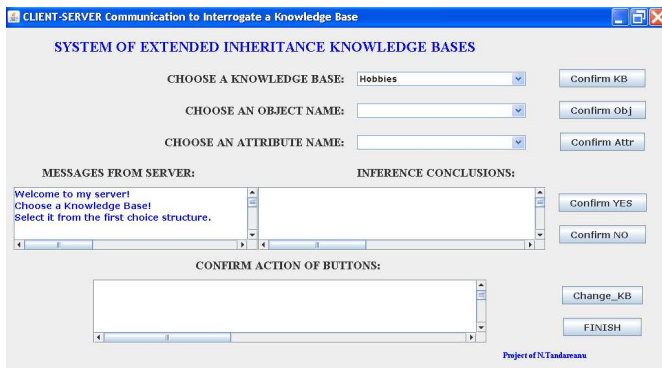 CLIENT-SERVER Communication to Interrogate a Knowledge Base
SYSTEM OF EXTENDED INHERITANCE KNOWLEDGE BASES
CHOOSE A KNOWLEDGE BASE: Hobbies Confirm KB
CHOOSE AN OBJECT NAME: Confirm Obj
CHOOSE AN ATTRIBUTE NAME: Confirm Attr
MESSAGES FROM SERVER: INFERENCE CONCLUSIONS:
Welcome to my server!
Choose a Knowledge Base!
Select it from the first choice structure.
Confirm YES
Confirm NO
CONFIRM ACTION OF BUTTONS:
Change_KB
FINISH
Project of N.Tandareanu